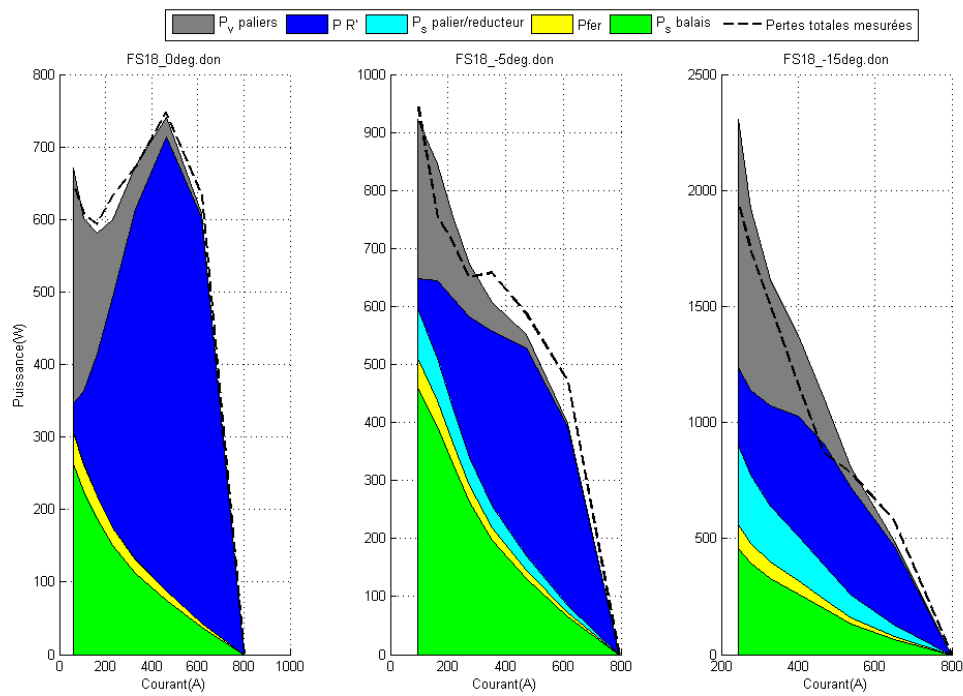 P_v paliers P R' P_s palier/reducteur Pfer P_s balais Pertes totales mesurées
FS18_0deg.don
800
700
600
500
400
300
200
100
0
0 200 400 600 800 1000
Puissance(W)
Courant(A)
FS18_-5deg.don
1000
900
800
700
600
500
400
300
200
100
0
0 200 400 600 800
Courant(A)
FS18_-15deg.don
2500
2000
1500
1000
500
0
200 400 600 800
Courant(A)